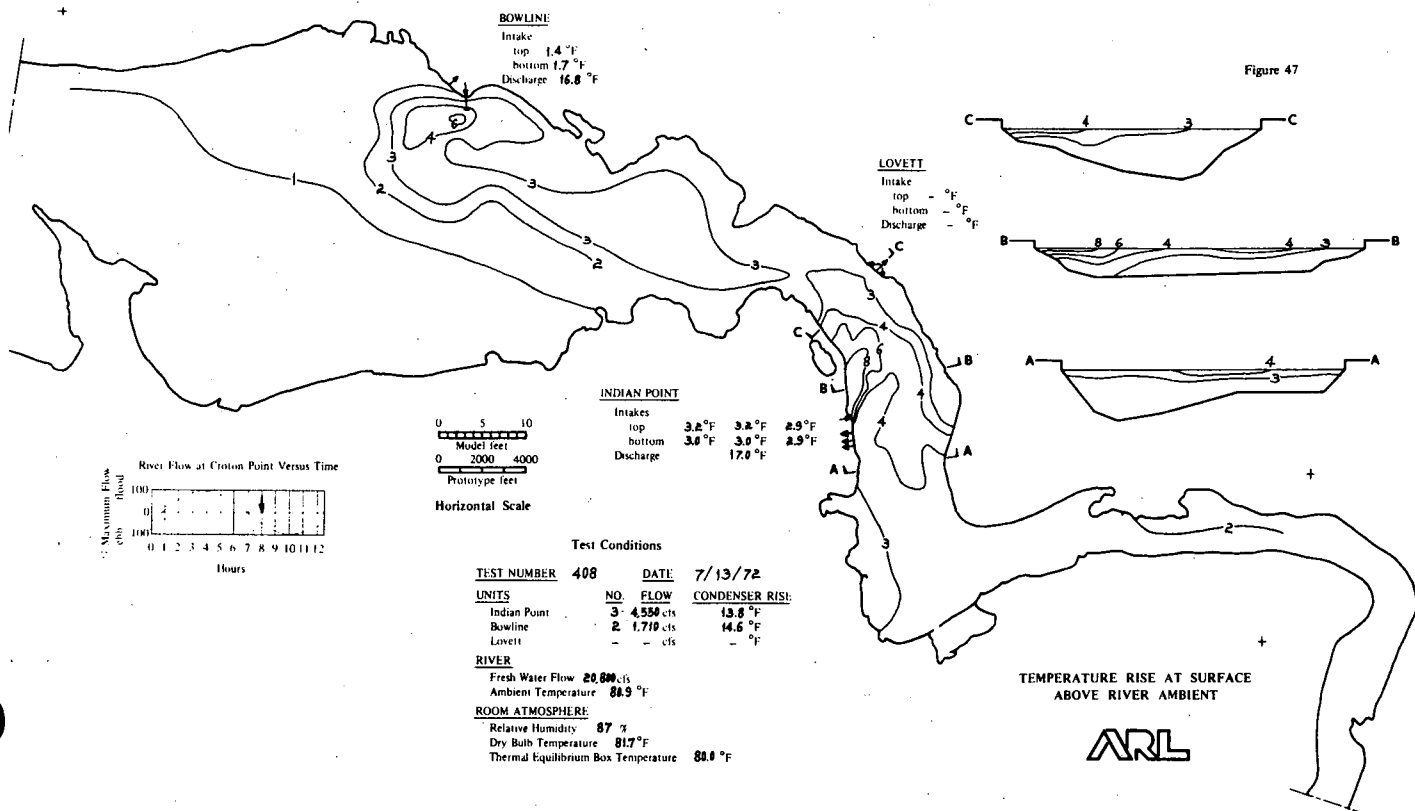 BOWLINE
Intake
top 1.4 °F
bottom 1.7 °F
Discharge 16.8 °F
Figure 47
C 4 3 C
LOVETT
Intake
top – °F
bottom – °F
Discharge – °F
B 8 6 4 4 3 B
A 4 3 A
6
4
3
3
1
2
3
2
3
C
3
4
C
6
8
B
B
4
4
A
A
3
2
INDIAN POINT
Intakes
top 3.2 °F 3.2 °F 2.9 °F
bottom 3.0 °F 3.0 °F 2.9 °F
Discharge 17.0 °F
0 5 10
Model feet
0 2000 4000
Prototype feet
Horizontal Scale
River Flow at Croton Point Versus Time
% Maximum Flow
ebb flood
100
0
100
0 1 2 3 4 5 6 7 8 9 10 11 12
Hours
Test Conditions
TEST NUMBER 408 DATE 7/13/72
UNITS NO. FLOW CONDENSER RISE
Indian Point 3 4,550 cfs 13.8 °F
Bowline 2 1,710 cfs 14.6 °F
Lovett – – cfs – °F
RIVER
Fresh Water Flow 20,800 cfs
Ambient Temperature 80.9 °F
ROOM ATMOSPHERE
Relative Humidity 87 %
Dry Bulb Temperature 81.7 °F
Thermal Equilibrium Box Temperature 80.0 °F
TEMPERATURE RISE AT SURFACE
ABOVE RIVER AMBIENT
ARL